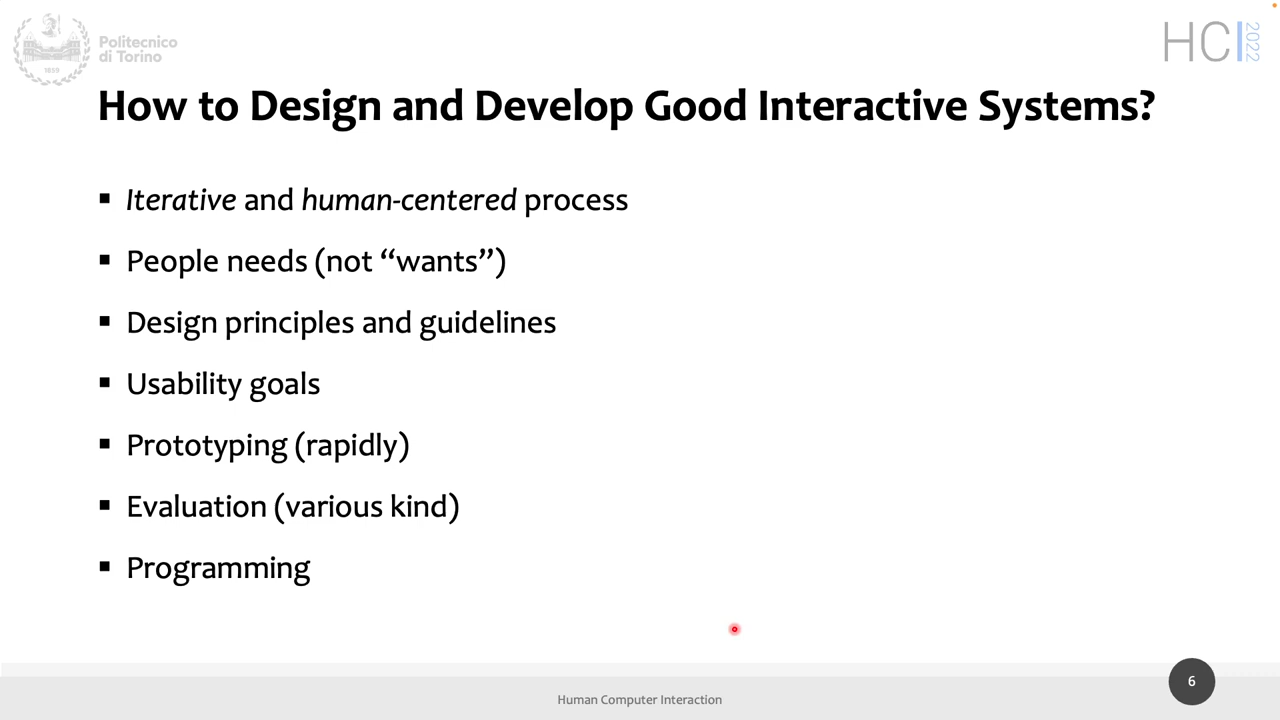 Politecnico
di Torino
1859
HCI 2022
How to Design and Develop Good Interactive Systems?
▪ Iterative and human-centered process
▪ People needs (not “wants”)
▪ Design principles and guidelines
▪ Usability goals
▪ Prototyping (rapidly)
▪ Evaluation (various kind)
▪ Programming
Human Computer Interaction
6